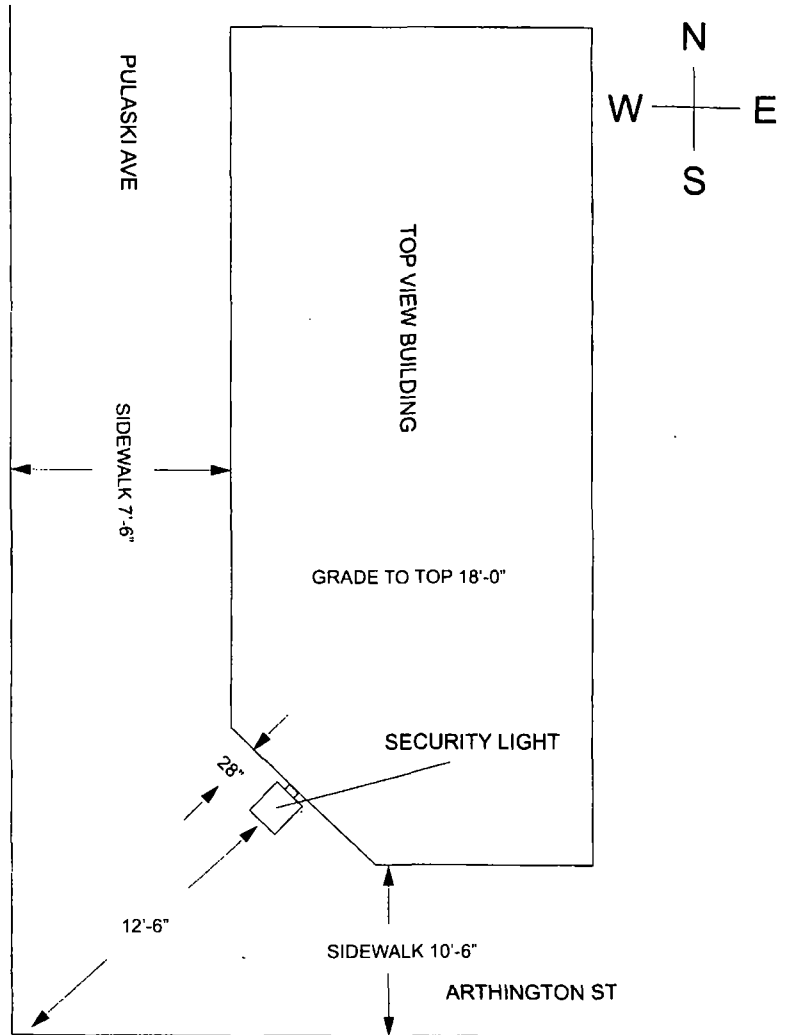 N
W E
S
PULASKI AVE
TOP VIEW BUILDING
SIDEWALK 7'-6"
GRADE TO TOP 18'-0"
SECURITY LIGHT
28"
12'-6"
SIDEWALK 10'-6"
ARTHINGTON ST